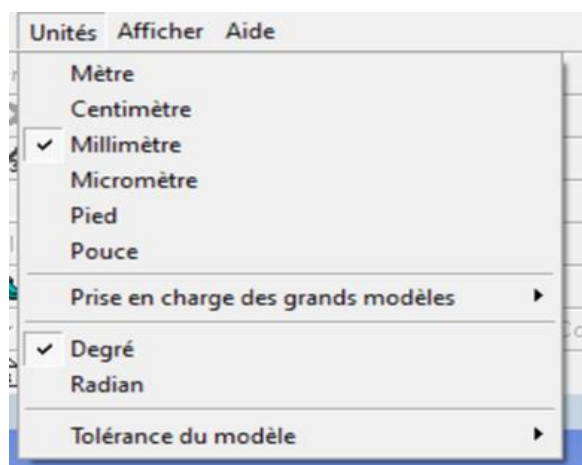 Unités Afficher Aide
Mètre
Centimètre
Millimètre
Micromètre
Pied
Pouce
Prise en charge des grands modèles
Degré
Radian
Tolérance du modèle